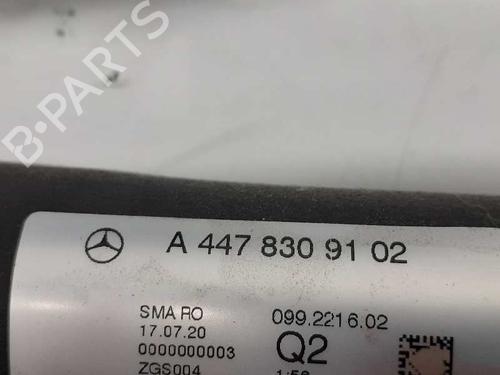 B-PARTS
A 447 830 91 02
SMA RO 099.2216.02
17.07.20 Q2
0000000003
ZGS004